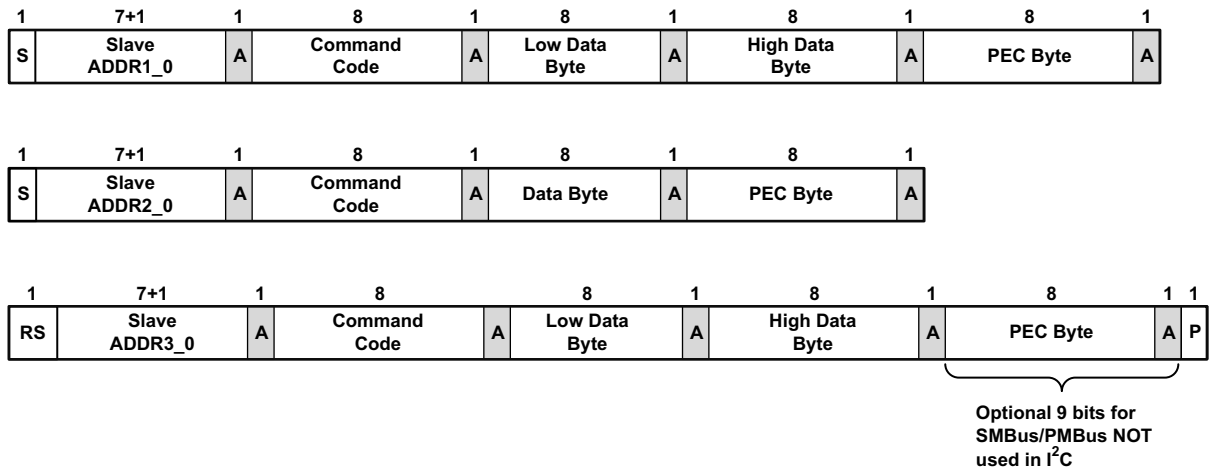 1 7+1 1 8 1 8 1 8 1 8 1
S Slave ADDR1_0 A Command Code A Low Data Byte A High Data Byte A PEC Byte A
1 7+1 1 8 1 8 1 8 1
S Slave ADDR2_0 A Command Code A Data Byte A PEC Byte A
1 7+1 1 8 8 1 8 1 8 1 1
RS Slave ADDR3_0 A Command Code A Low Data Byte A High Data Byte A PEC Byte A P
Optional 9 bits for
SMBus/PMBus NOT
used in I²C